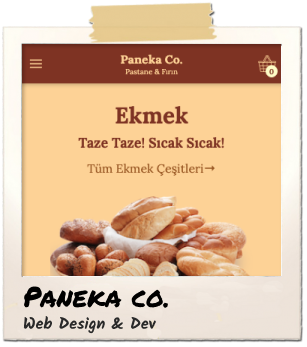 Paneka Co.
Pastane & Fırın
0
Ekmek
Taze Taze! Sıcak Sıcak!
Tüm Ekmek Çeşitleri→
PANEKA CO.
Web Design & Dev